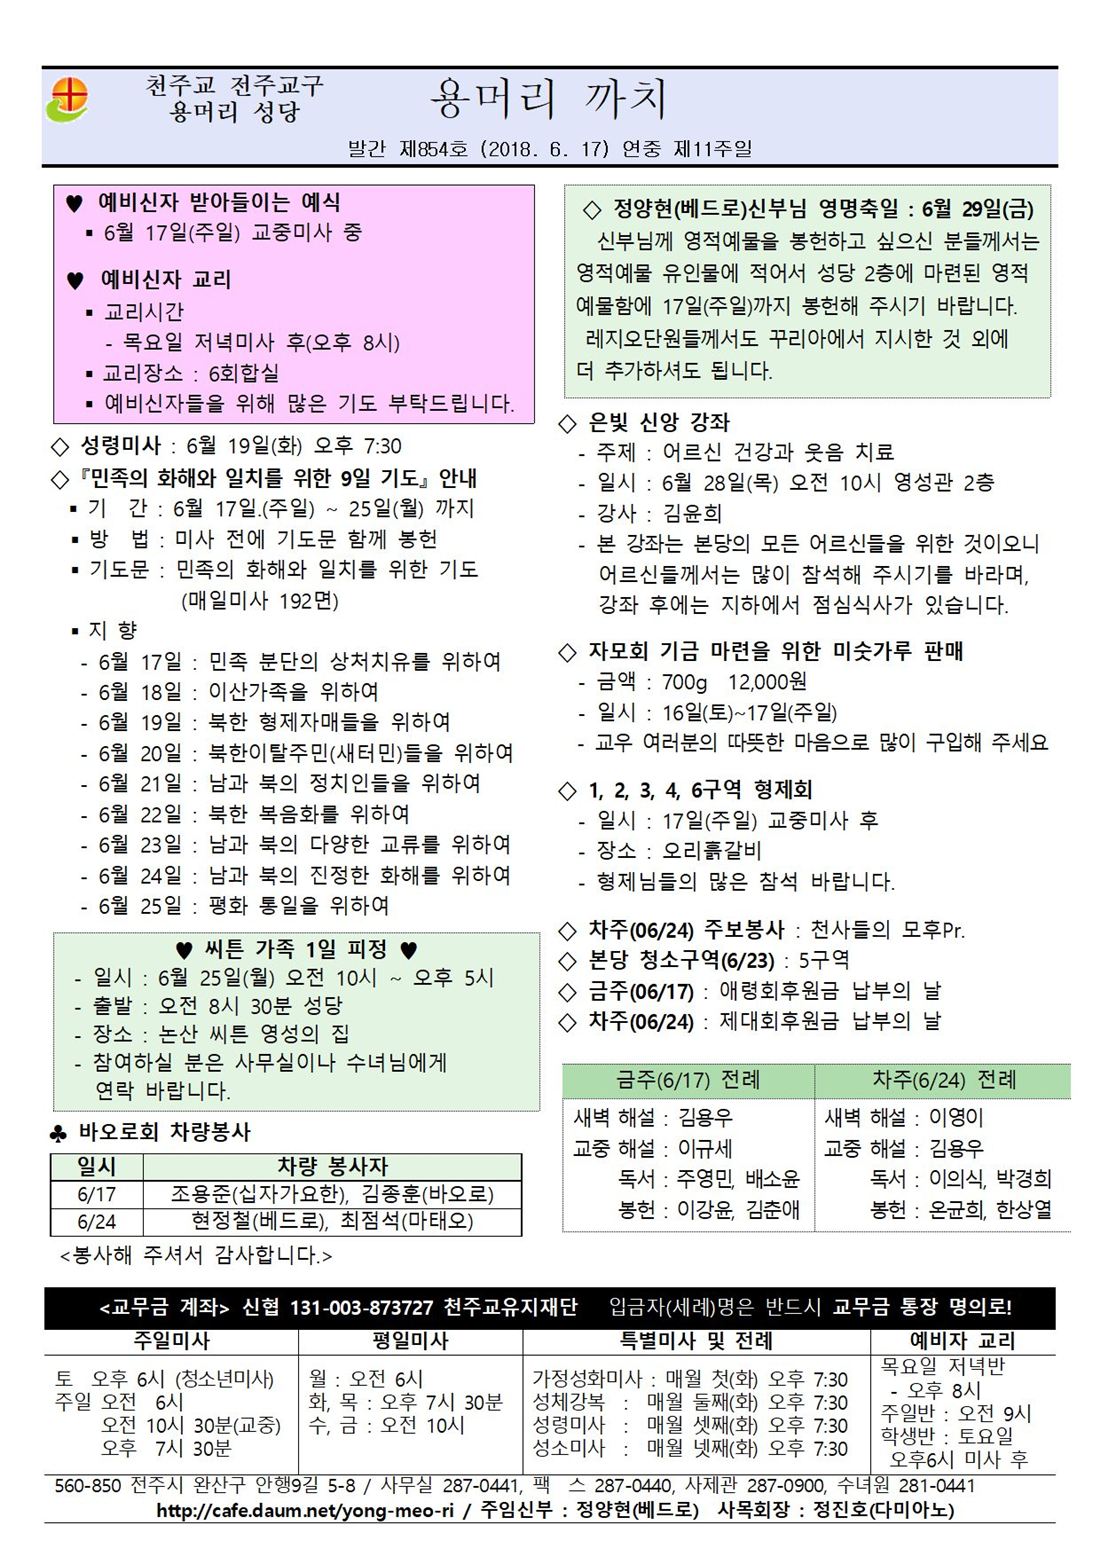 천주교 전주교구
용머리 성당
용머리 까치
발간 제854호 (2018. 6. 17) 연중 제11주일
♥ 예비신자 받아들이는 예식
▪ 6월 17일(주일) 교중미사 중
♥ 예비신자 교리
▪ 교리시간
- 목요일 저녁미사 후(오후 8시)
▪ 교리장소 : 6회합실
▪ 예비신자들을 위해 많은 기도 부탁드립니다.
◇ 성령미사 : 6월 19일(화) 오후 7:30
◇『민족의 화해와 일치를 위한 9일 기도』 안내
▪ 기 간 : 6월 17일.(주일) ~ 25일(월) 까지
▪ 방 법 : 미사 전에 기도문 함께 봉헌
▪ 기도문 : 민족의 화해와 일치를 위한 기도
(매일미사 192면)
▪ 지 향
- 6월 17일 : 민족 분단의 상처치유를 위하여
- 6월 18일 : 이산가족을 위하여
- 6월 19일 : 북한 형제자매들을 위하여
- 6월 20일 : 북한이탈주민(새터민)들을 위하여
- 6월 21일 : 남과 북의 정치인들을 위하여
- 6월 22일 : 북한 복음화를 위하여
- 6월 23일 : 남과 북의 다양한 교류를 위하여
- 6월 24일 : 남과 북의 진정한 화해를 위하여
- 6월 25일 : 평화 통일을 위하여
♥ 씨튼 가족 1일 피정 ♥
- 일시 : 6월 25일(월) 오전 10시 ~ 오후 5시
- 출발 : 오전 8시 30분 성당
- 장소 : 논산 씨튼 영성의 집
- 참여하실 분은 사무실이나 수녀님에게
연락 바랍니다.
♣ 바오로회 차량봉사
일시 차량 봉사자
6/17 조용준(십자가요한), 김종훈(바오로)
6/24 현정철(베드로), 최점석(마태오)
<봉사해 주셔서 감사합니다.>
◇ 정양현(베드로)신부님 영명축일 : 6월 29일(금)
신부님께 영적예물을 봉헌하고 싶으신 분들께서는
영적예물 유인물에 적어서 성당 2층에 마련된 영적
예물함에 17일(주일)까지 봉헌해 주시기 바랍니다.
레지오단원들께서도 꾸리아에서 지시한 것 외에
더 추가하셔도 됩니다.
◇ 은빛 신앙 강좌
- 주제 : 어르신 건강과 웃음 치료
- 일시 : 6월 28일(목) 오전 10시 영성관 2층
- 강사 : 김윤희
- 본 강좌는 본당의 모든 어르신들을 위한 것이오니
어르신들께서는 많이 참석해 주시기를 바라며,
강좌 후에는 지하에서 점심식사가 있습니다.
◇ 자모회 기금 마련을 위한 미숫가루 판매
- 금액 : 700g 12,000원
- 일시 : 16일(토)~17일(주일)
- 교우 여러분의 따뜻한 마음으로 많이 구입해 주세요
◇ 1, 2, 3, 4, 6구역 형제회
- 일시 : 17일(주일) 교중미사 후
- 장소 : 오리흙갈비
- 형제님들의 많은 참석 바랍니다.
◇ 차주(06/24) 주보봉사 : 천사들의 모후Pr.
◇ 본당 청소구역(6/23) : 5구역
◇ 금주(06/17) : 애령회후원금 납부의 날
◇ 차주(06/24) : 제대회후원금 납부의 날
금주(6/17) 전례 차주(6/24) 전례
새벽 해설 : 김용우 새벽 해설 : 이영이
교중 해설 : 이규세 교중 해설 : 김용우
독서 : 주영민, 배소윤 독서 : 이의식, 박경희
봉헌 : 이강윤, 김춘애 봉헌 : 온균희, 한상열
<교무금 계좌> 신협 131-003-873727 천주교유지재단 입금자(세례)명은 반드시 교무금 통장 명의로!
주일미사 평일미사 특별미사 및 전례 예비자 교리
토 오후 6시 (청소년미사)
주일 오전 6시
오전 10시 30분(교중)
오후 7시 30분
월 : 오전 6시
화, 목 : 오후 7시 30분
수, 금 : 오전 10시
가정성화미사 : 매월 첫(화) 오후 7:30
성체강복 : 매월 둘째(화) 오후 7:30
성령미사 : 매월 셋째(화) 오후 7:30
성소미사 : 매월 넷째(화) 오후 7:30
목요일 저녁반
- 오후 8시
주일반 : 오전 9시
학생반 : 토요일
오후6시 미사 후
560-850 전주시 완산구 안행9길 5-8 / 사무실 287-0441, 팩 스 287-0440, 사제관 287-0900, 수녀원 281-0441
http://cafe.daum.net/yong-meo-ri / 주임신부 : 정양현(베드로) 사목회장 : 정진호(다미아노)